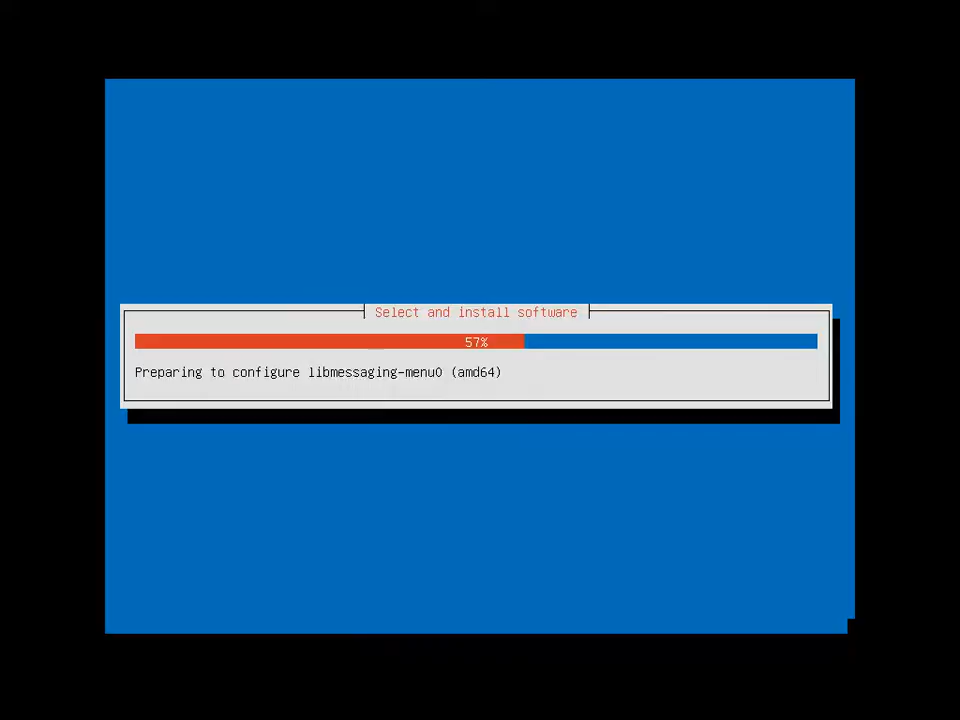 Select and install software
57%
Preparing to configure libmessaging-menu0 (amd64)